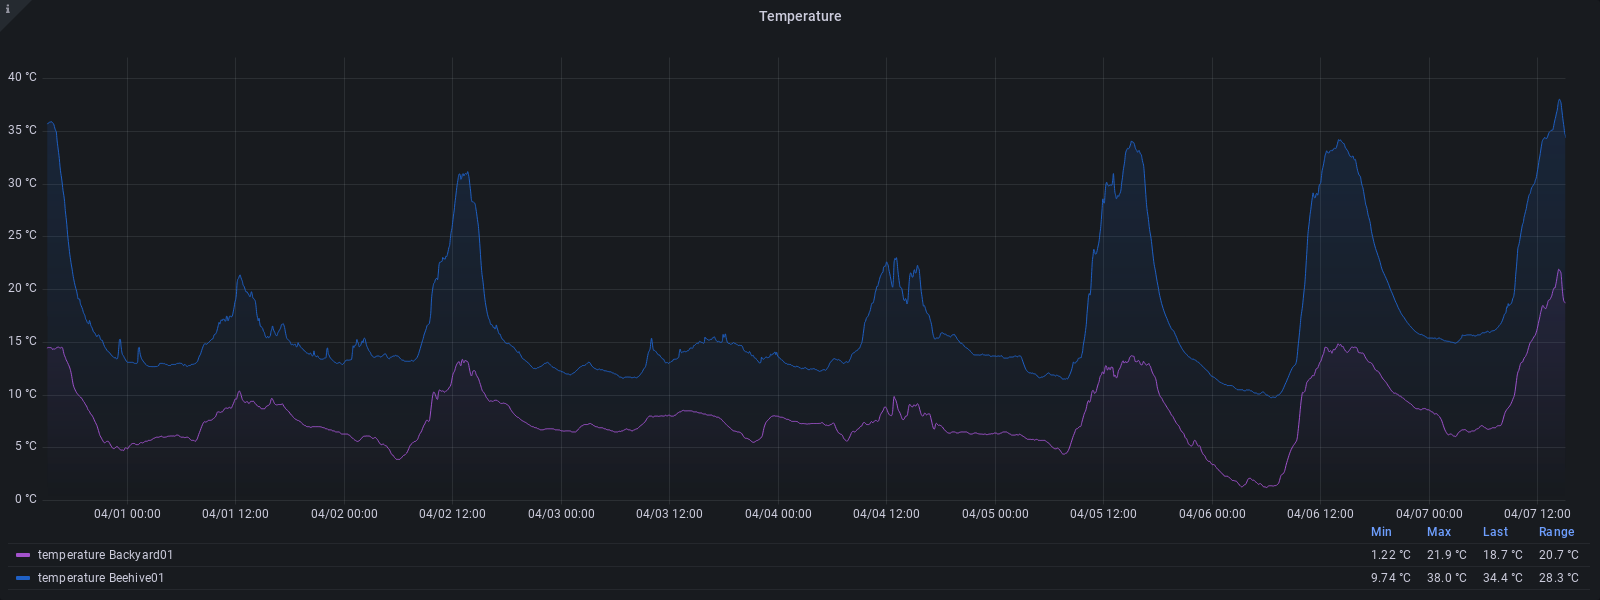 i
Temperature
40 °C
35 °C
30 °C
25 °C
20 °C
15 °C
10 °C
5 °C
0 °C
04/01 00:00 04/01 12:00 04/02 00:00 04/02 12:00 04/03 00:00 04/03 12:00 04/04 00:00 04/04 12:00 04/05 00:00 04/05 12:00 04/06 00:00 04/06 12:00 04/07 00:00 04/07 12:00
Min Max Last Range
temperature Backyard01 1.22 °C 21.9 °C 18.7 °C 20.7 °C
temperature Beehive01 9.74 °C 38.0 °C 34.4 °C 28.3 °C